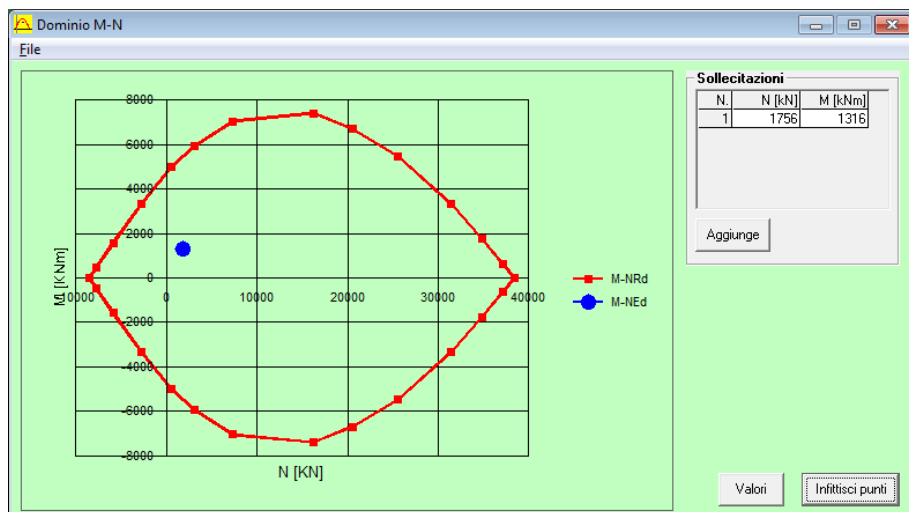 Dominio M-N
File
Sollecitazioni
N. N [kN] M [kNm]
1 1756 1316
Aggiunge
8000
6000
4000
2000
0
-2000
-4000
-6000
-8000
M [KNm]
-10000 0 10000 20000 30000 40000
N [KN]
M-NRd
M-NEd
Valori
Infittisci punti